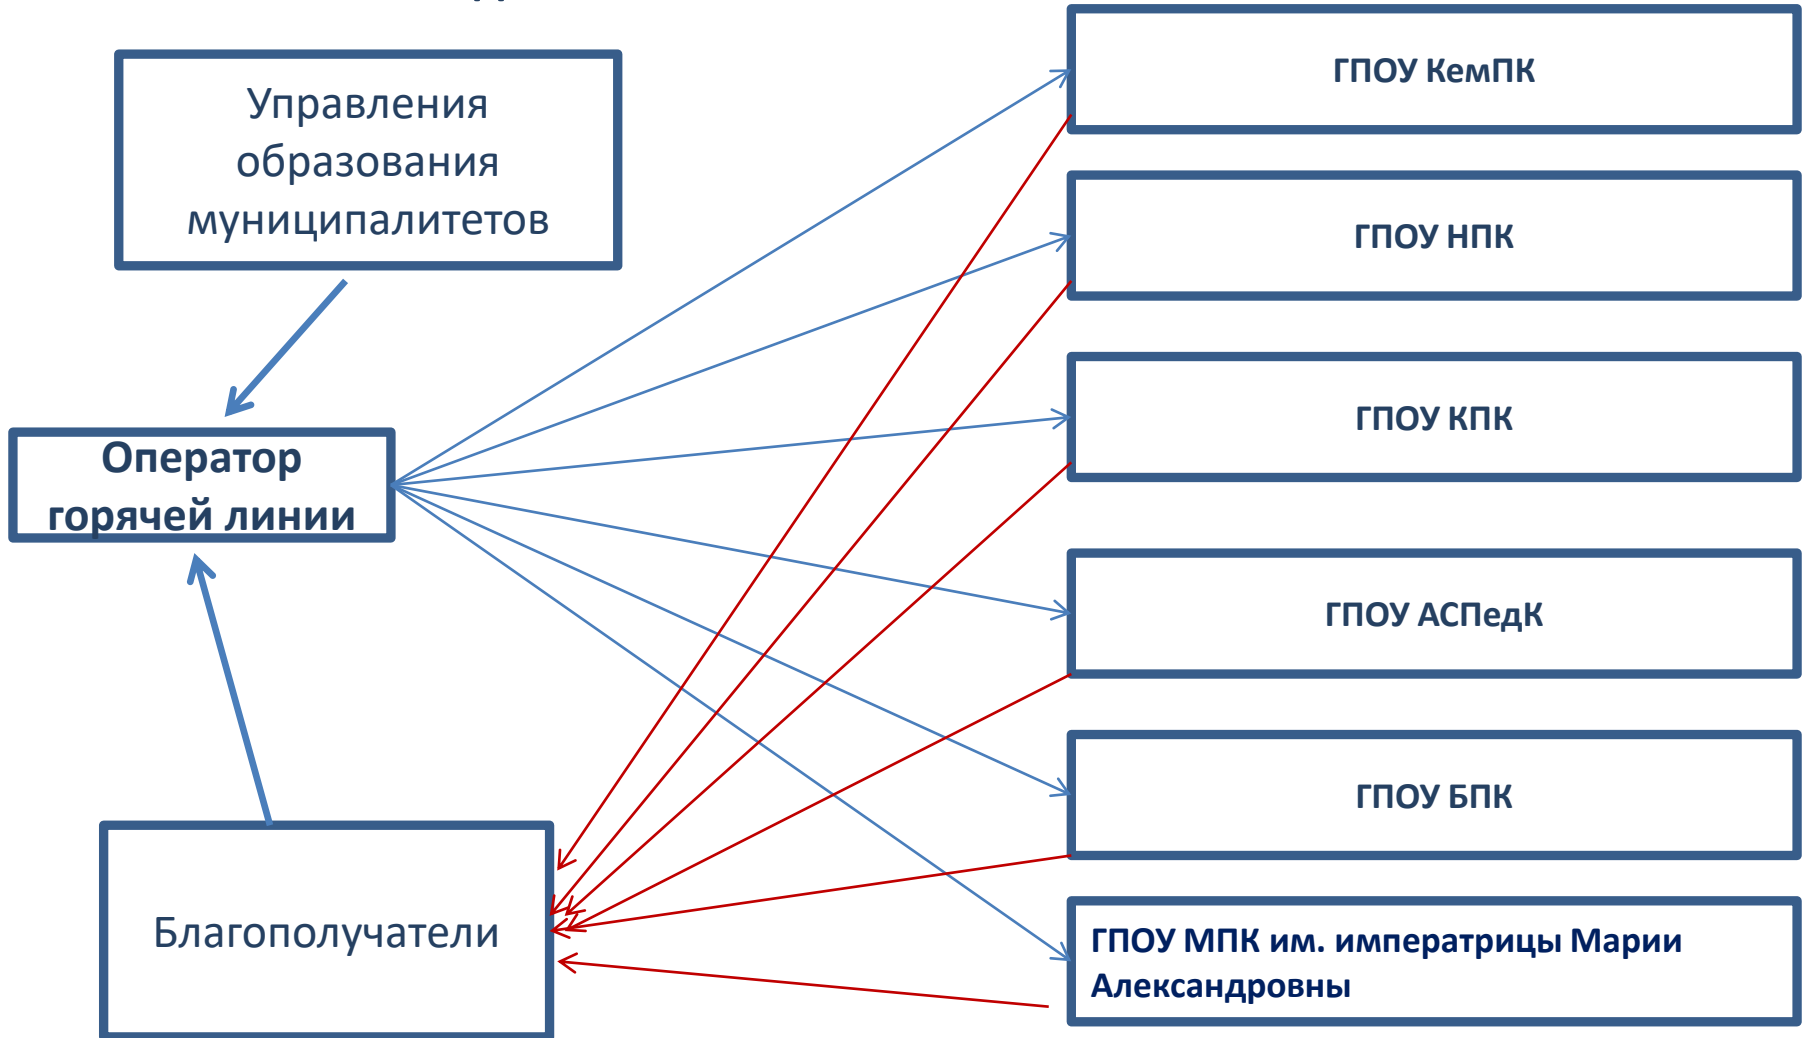 Управления
образования
муниципалитетов
Оператор
горячей линии
Благополучатели
ГПОУ КемПК
ГПОУ НПК
ГПОУ КПК
ГПОУ АСПедК
ГПОУ БПК
ГПОУ МПК им. императрицы Марии
Александровны